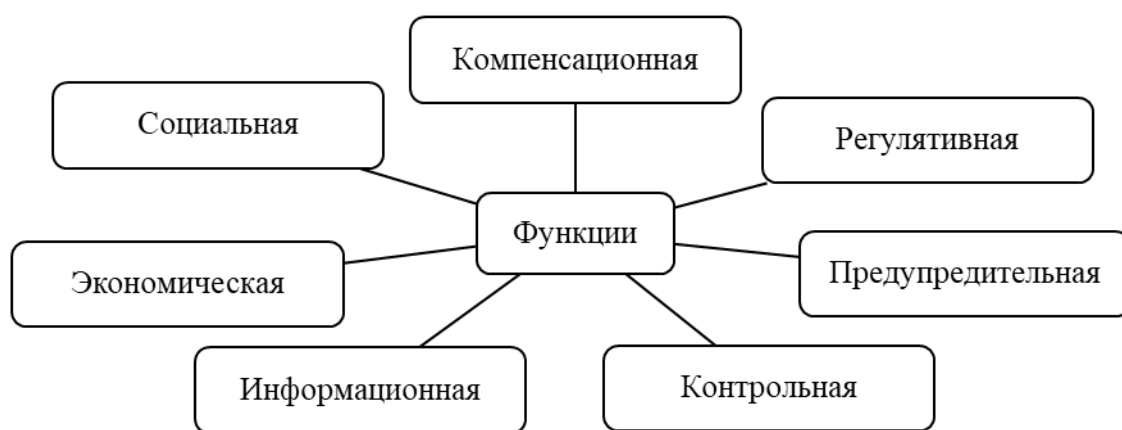 Компенсационная
Социальная
Регулятивная
Функции
Экономическая
Предупредительная
Информационная
Контрольная